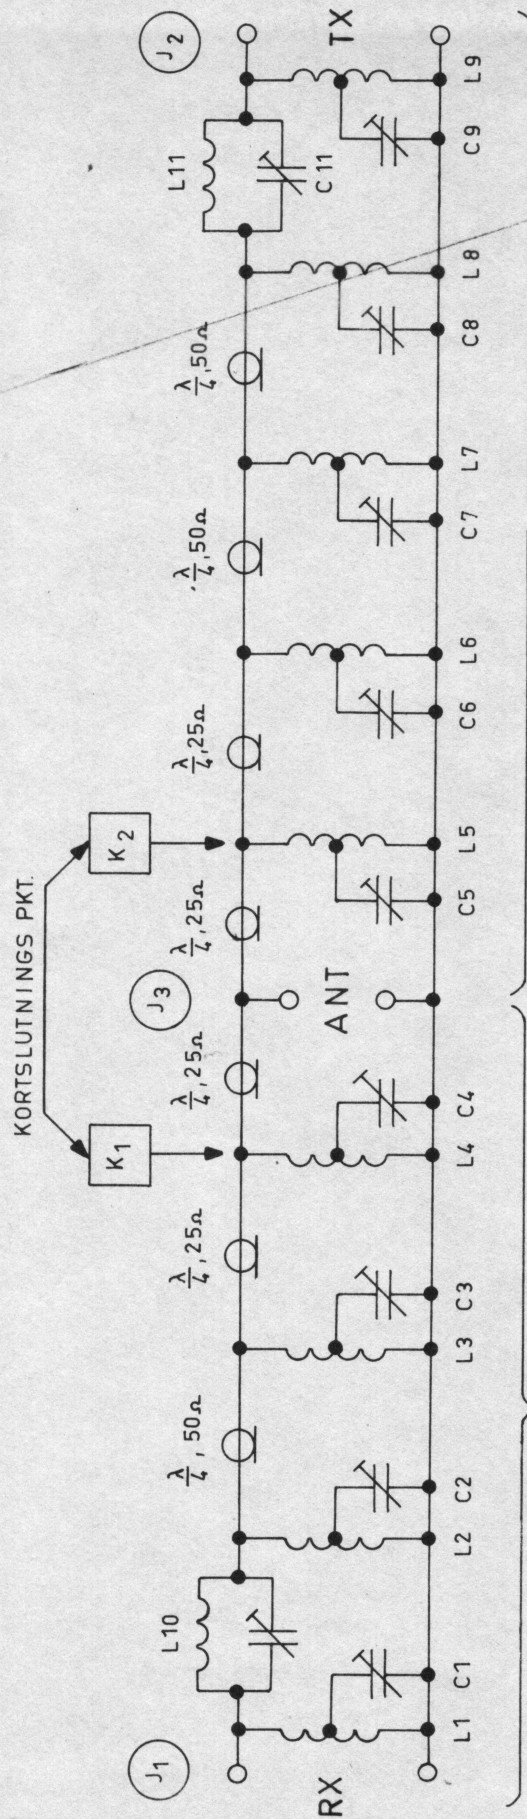 KORTSLUTNINGS PKT.
K1
K2
J1
J3
J2
L10
λ/4, 50Ω
λ/4, 25Ω
λ/4, 25Ω
λ/4, 25Ω
λ/4, 25Ω
λ/4, 50Ω
λ/4, 50Ω
L11
C11
RX
ANT
TX
L1
C1
L2
C2
L3
C3
L4
C4
C5
L5
C6
L6
C7
L7
C8
L8
C9
L9